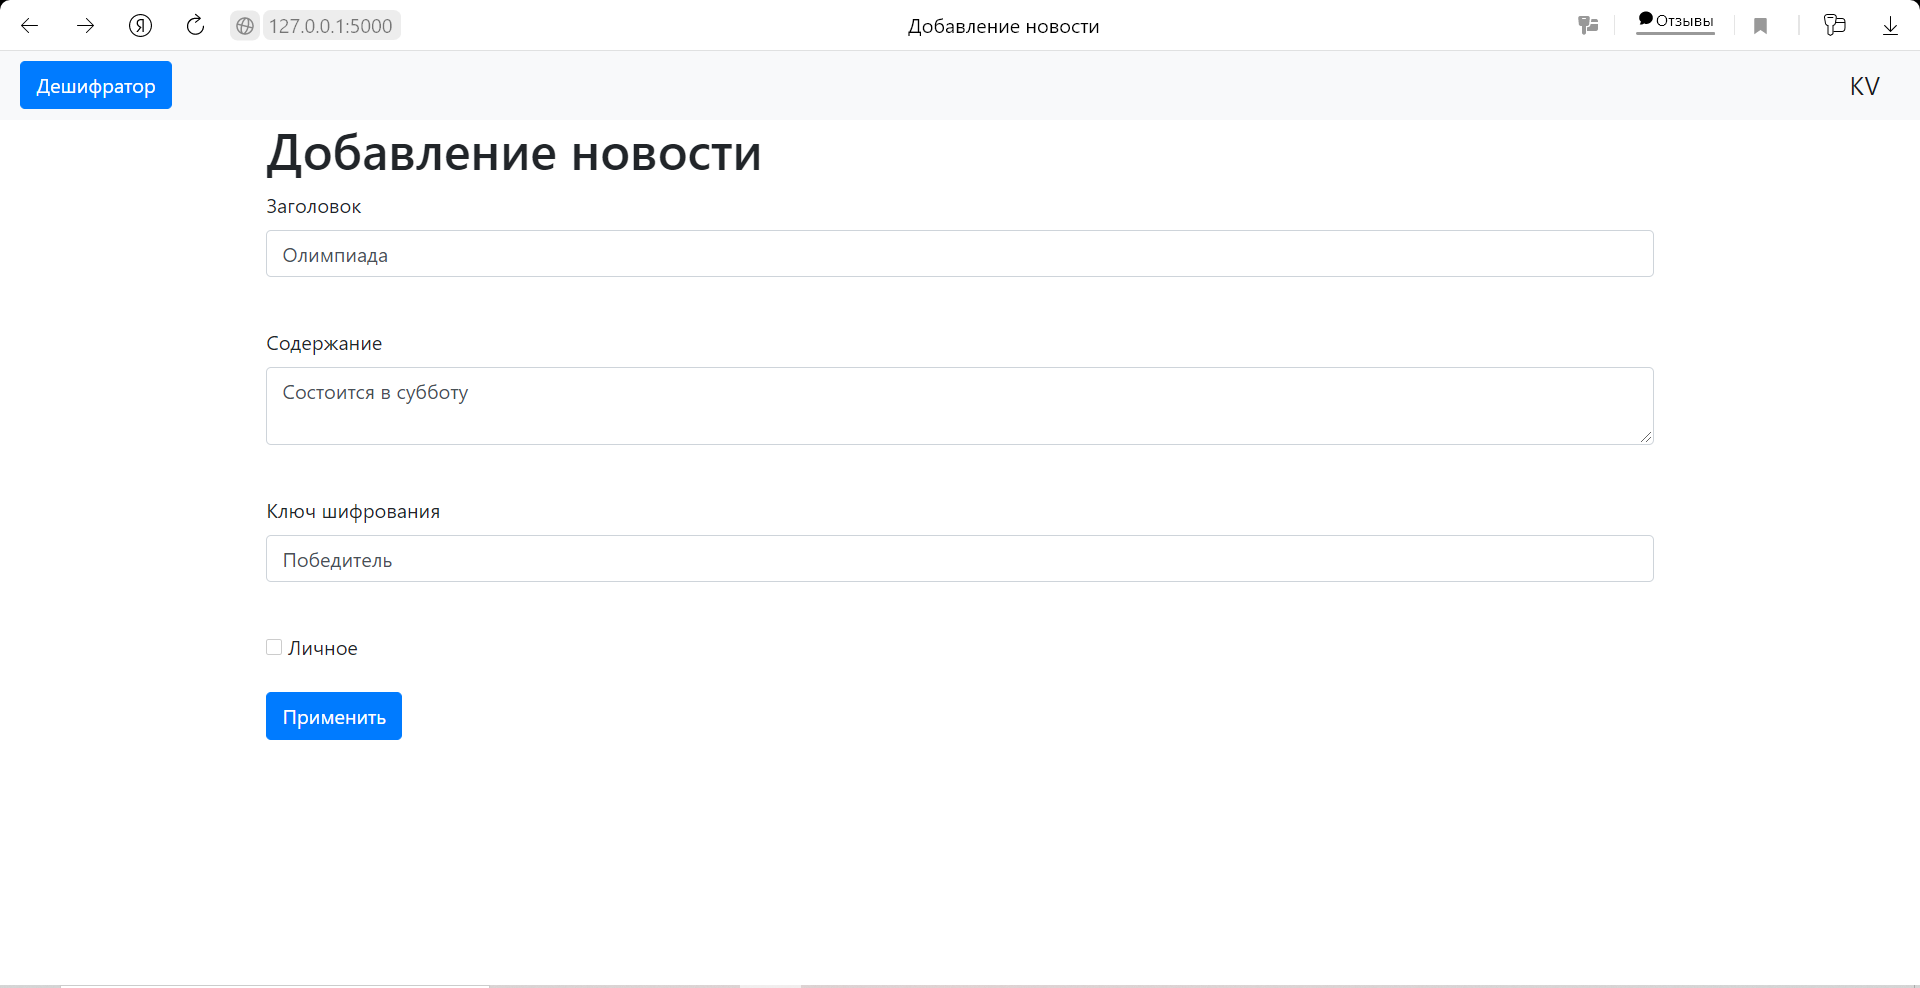 127.0.0.1:5000
Добавление новости
Отзывы
Дешифратор
KV
Добавление новости
Заголовок
Олимпиада
Содержание
Состоится в субботу
Ключ шифрования
Победитель
Личное
Применить